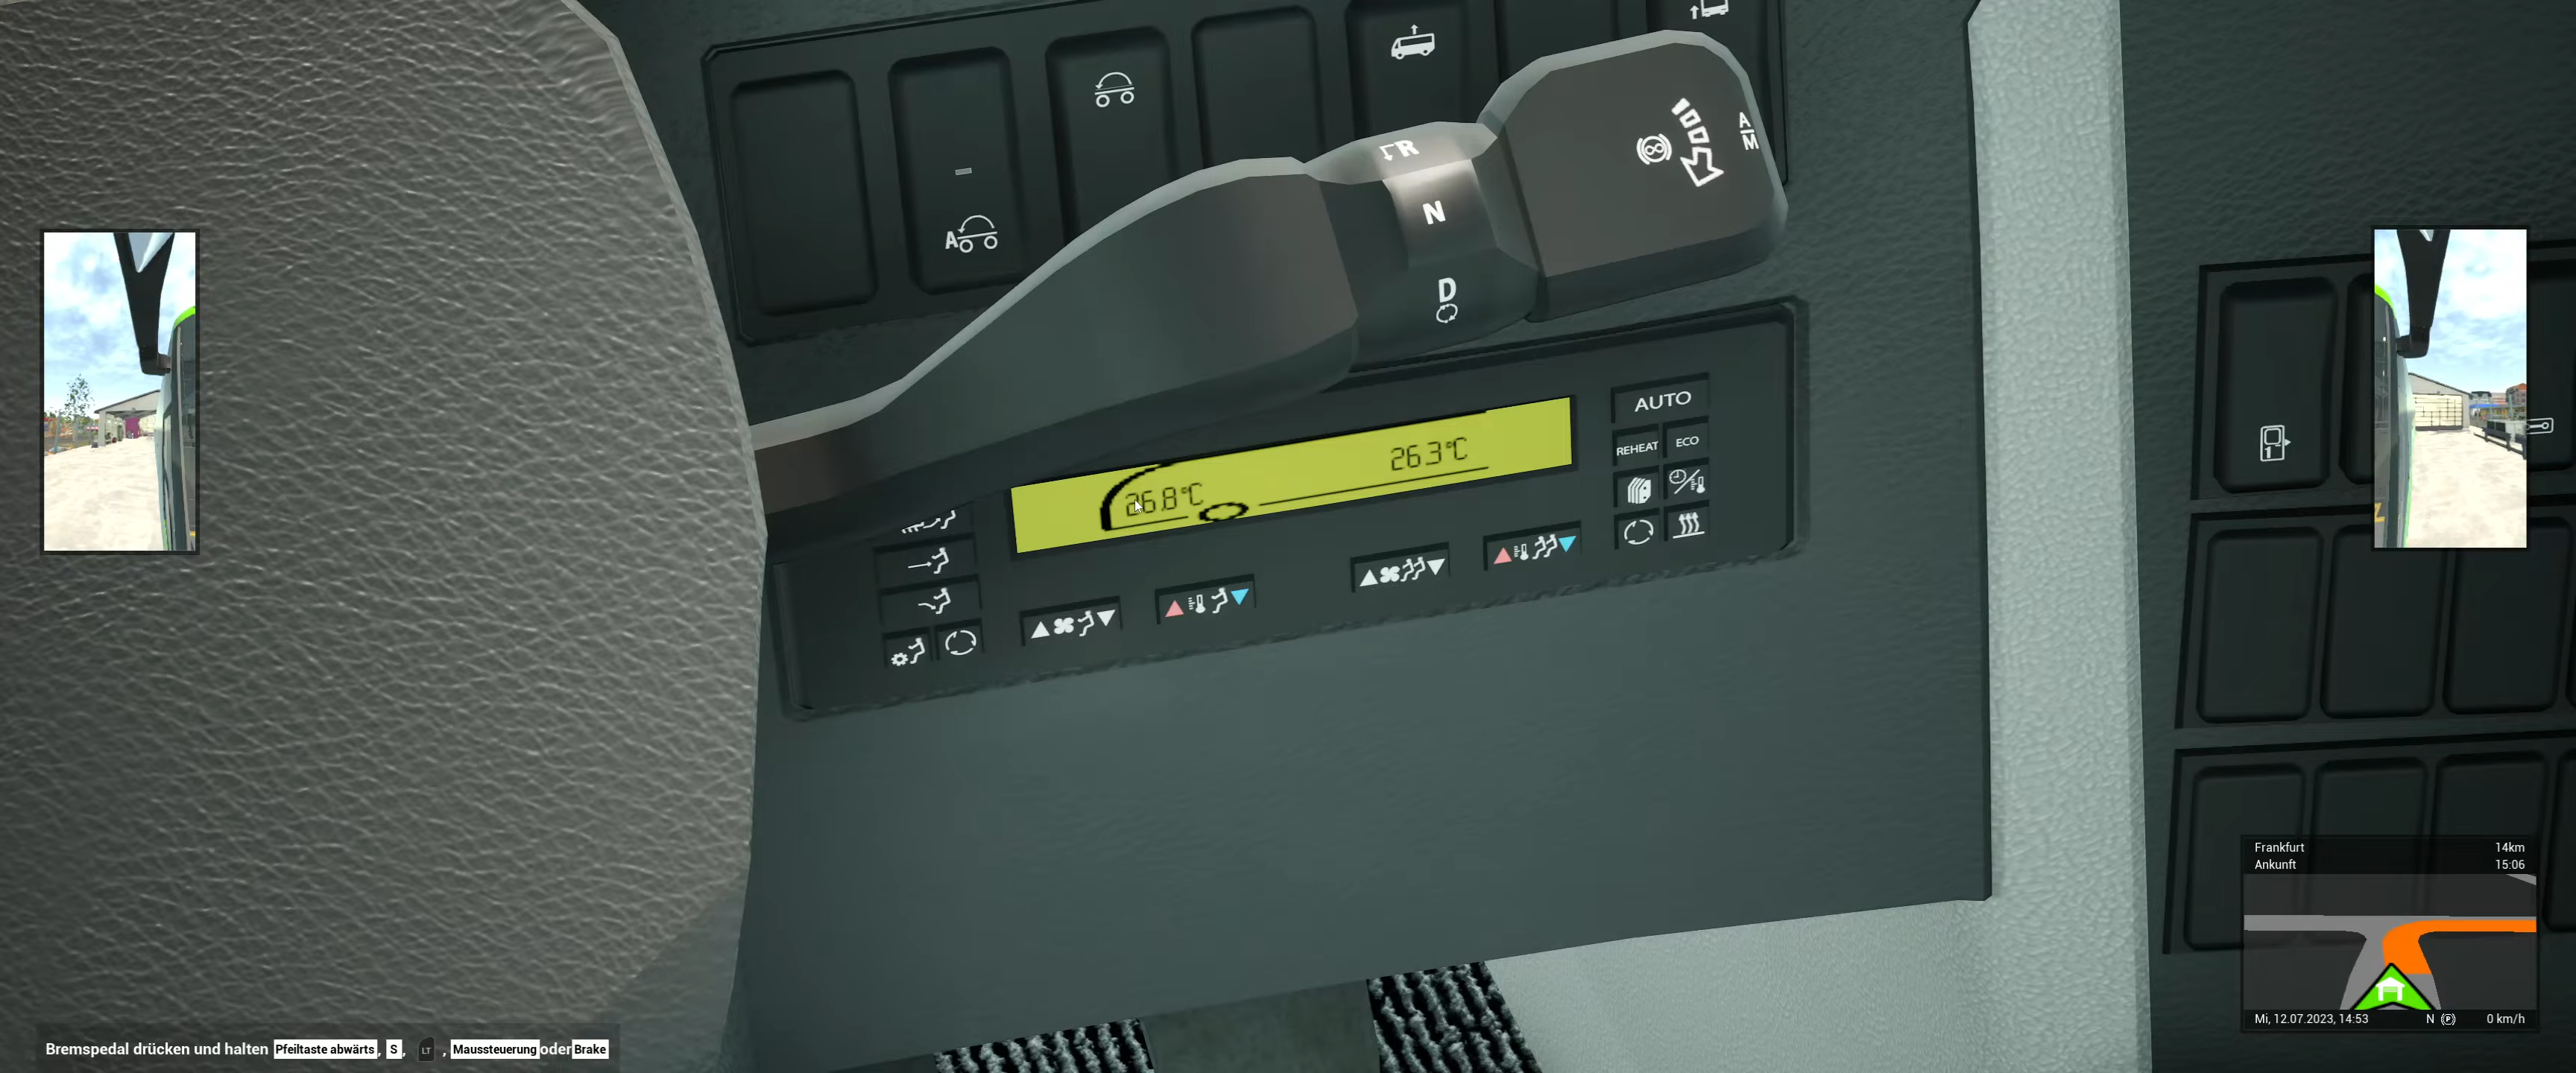 R
N
D
A
M
A
AUTO
REHEAT
ECO
26.8°C
26.3°C
1
Frankfurt 14km
Ankunft 15:06
Mi, 12.07.2023, 14:53 N (P) 0 km/h
Bremspedal drücken und halten Pfeiltaste abwärts, S, LT , Maussteuerung oder Brake